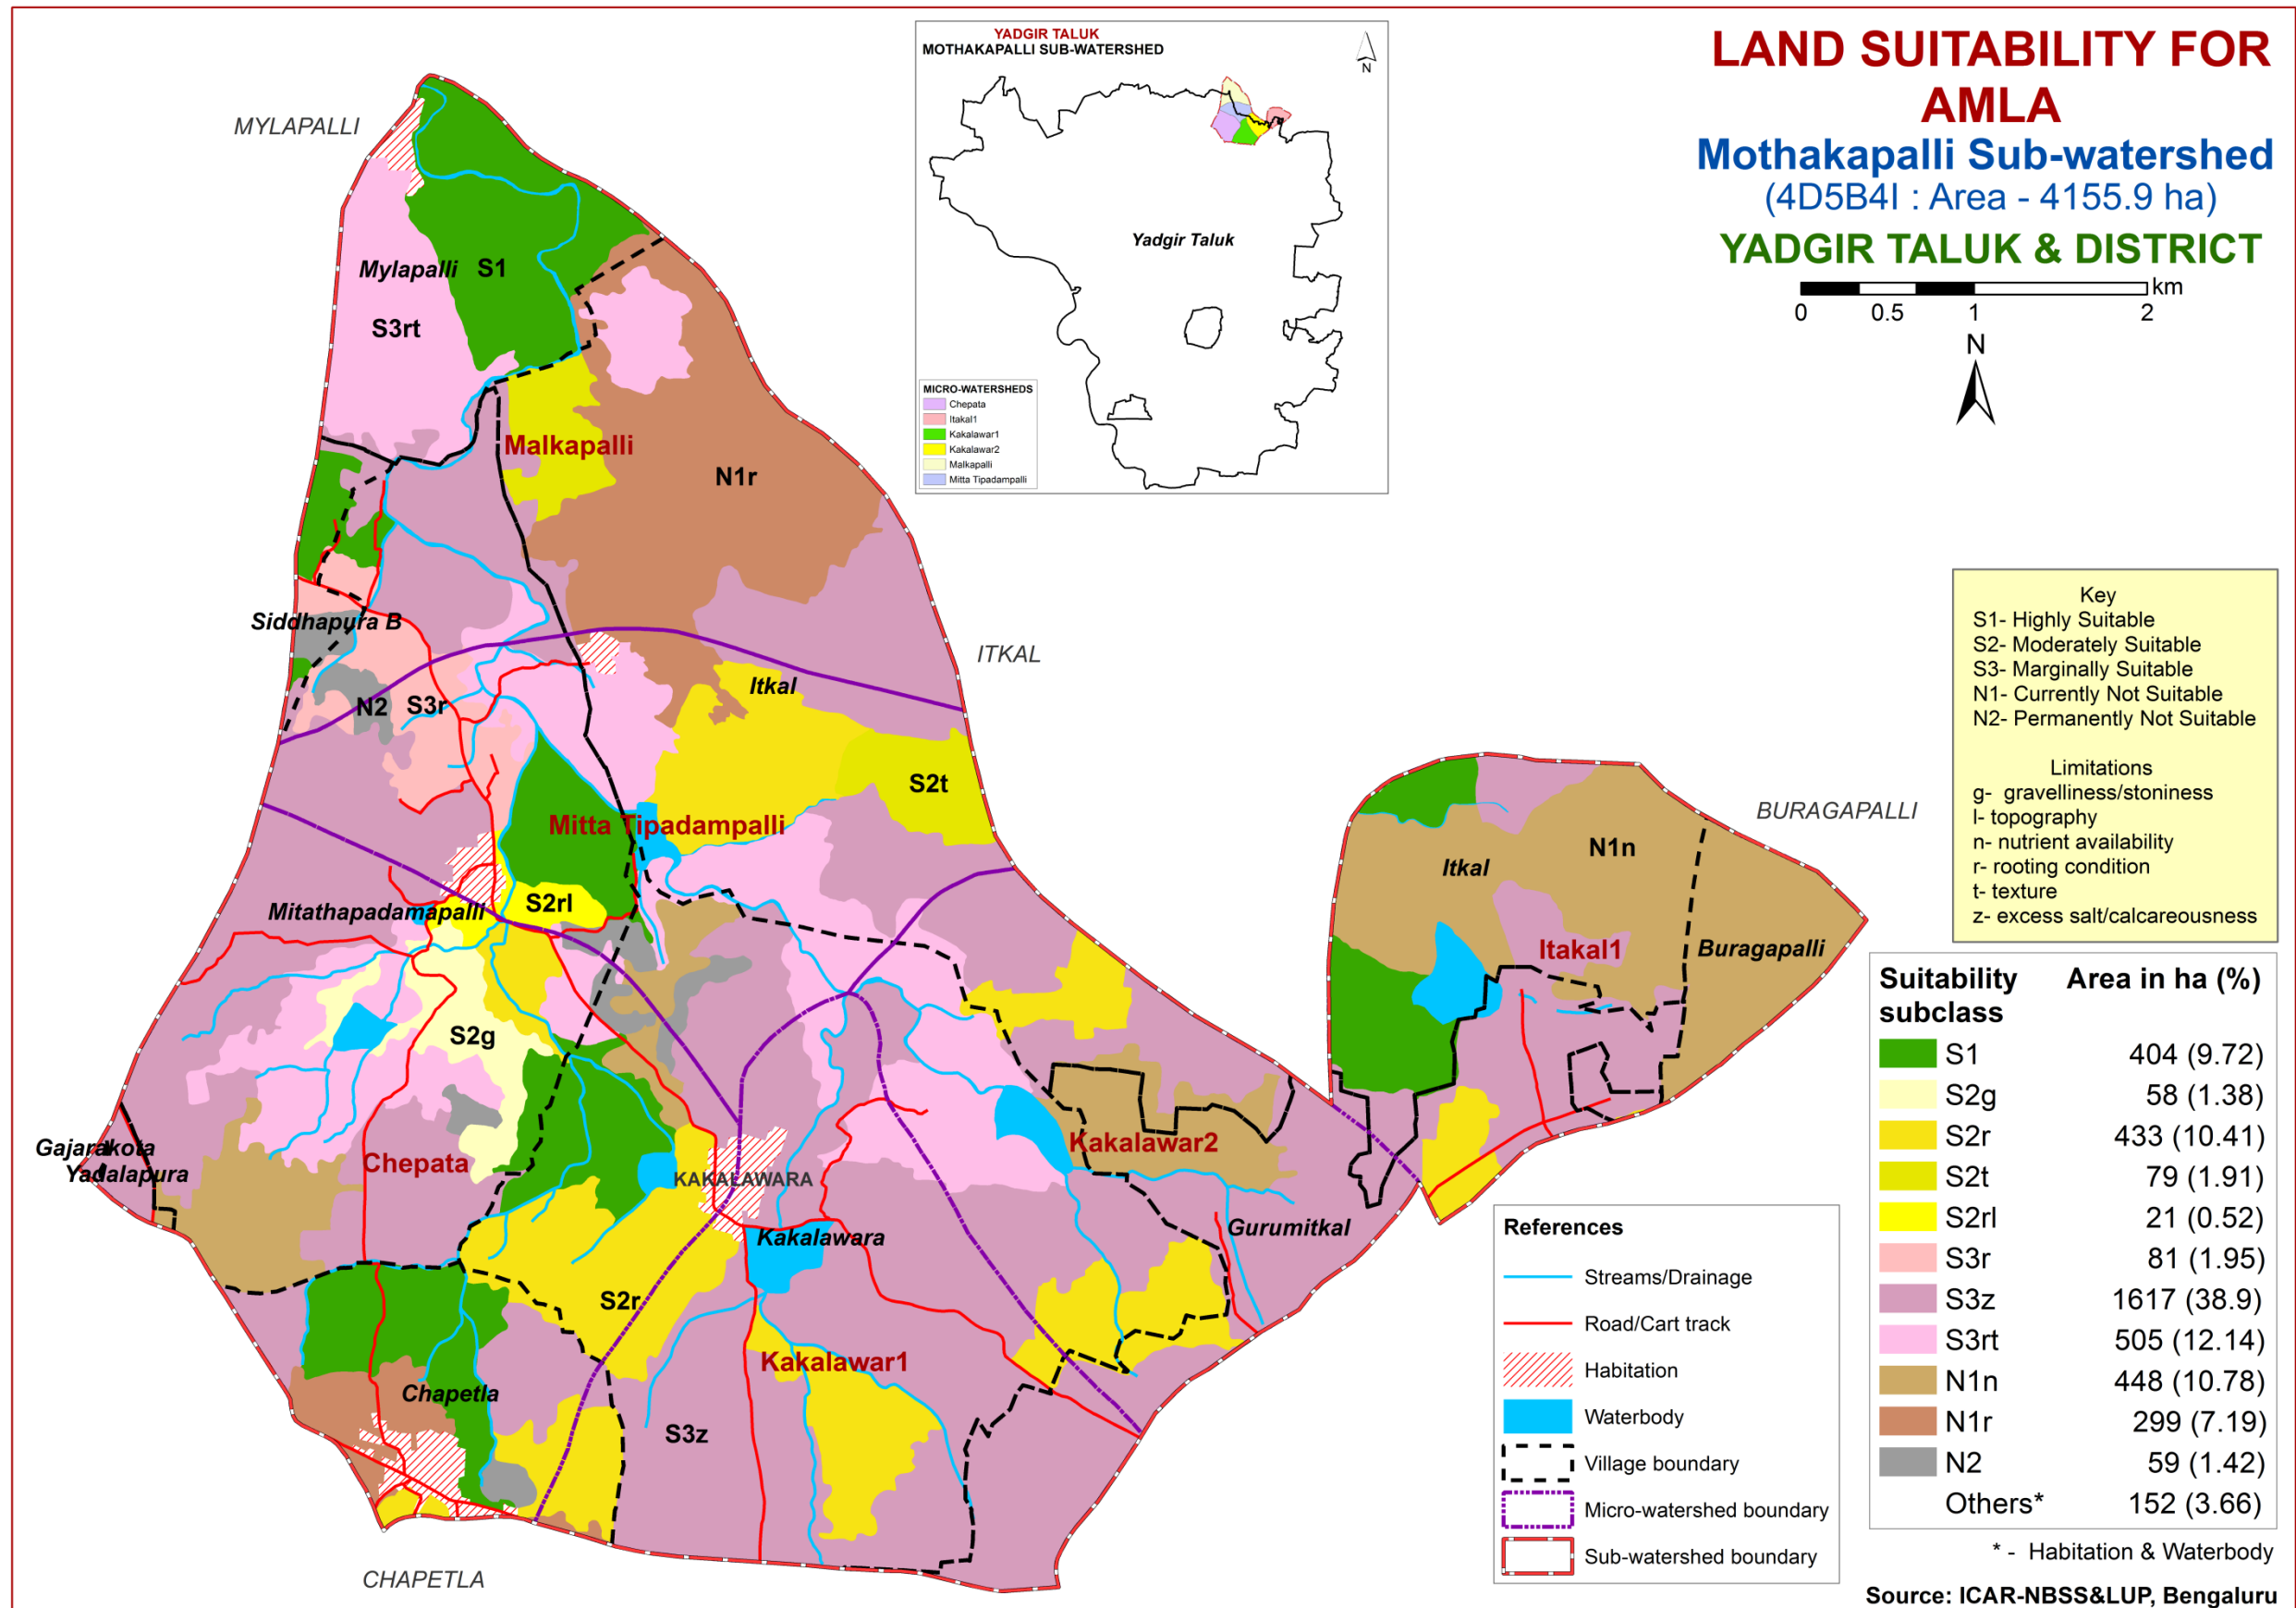 LAND SUITABILITY FOR
AMLA
Mothakapalli Sub-watershed
(4D5B4I : Area - 4155.9 ha)
YADGIR TALUK & DISTRICT
km
0 0.5 1 2
N
YADGIR TALUK
MOTHAKAPALLI SUB-WATERSHED
N
Yadgir Taluk
MICRO-WATERSHEDS
Chepata
Itakal1
Kakalawar1
Kakalawar2
Malkapalli
Mitta Tipadampalli
MYLAPALLI
Mylapalli S1
S3rt
Malkapalli
N1r
Siddhapura B
ITKAL
Itkal
N2 S3r
S2t
Mitta Tipadampalli
BURAGAPALLI
N1n
Itkal
S2rl
Mitathapadamapalli
Itakal1
Buragapalli
S2g
Gajarakota
Yadalapura
Chepata
Kakalawar2
KAKALAWARA
Kakalawara
Gurumitkal
S2r
Kakalawar1
Chapetla
S3z
CHAPETLA
Key
S1- Highly Suitable
S2- Moderately Suitable
S3- Marginally Suitable
N1- Currently Not Suitable
N2- Permanently Not Suitable
Limitations
g- gravelliness/stoniness
l- topography
n- nutrient availability
r- rooting condition
t- texture
z- excess salt/calcareousness
Suitability Area in ha (%)
subclass
S1 404 (9.72)
S2g 58 (1.38)
S2r 433 (10.41)
S2t 79 (1.91)
S2rl 21 (0.52)
S3r 81 (1.95)
S3z 1617 (38.9)
S3rt 505 (12.14)
N1n 448 (10.78)
N1r 299 (7.19)
N2 59 (1.42)
Others* 152 (3.66)
* - Habitation & Waterbody
Source: ICAR-NBSS&LUP, Bengaluru
References
Streams/Drainage
Road/Cart track
Habitation
Waterbody
Village boundary
Micro-watershed boundary
Sub-watershed boundary